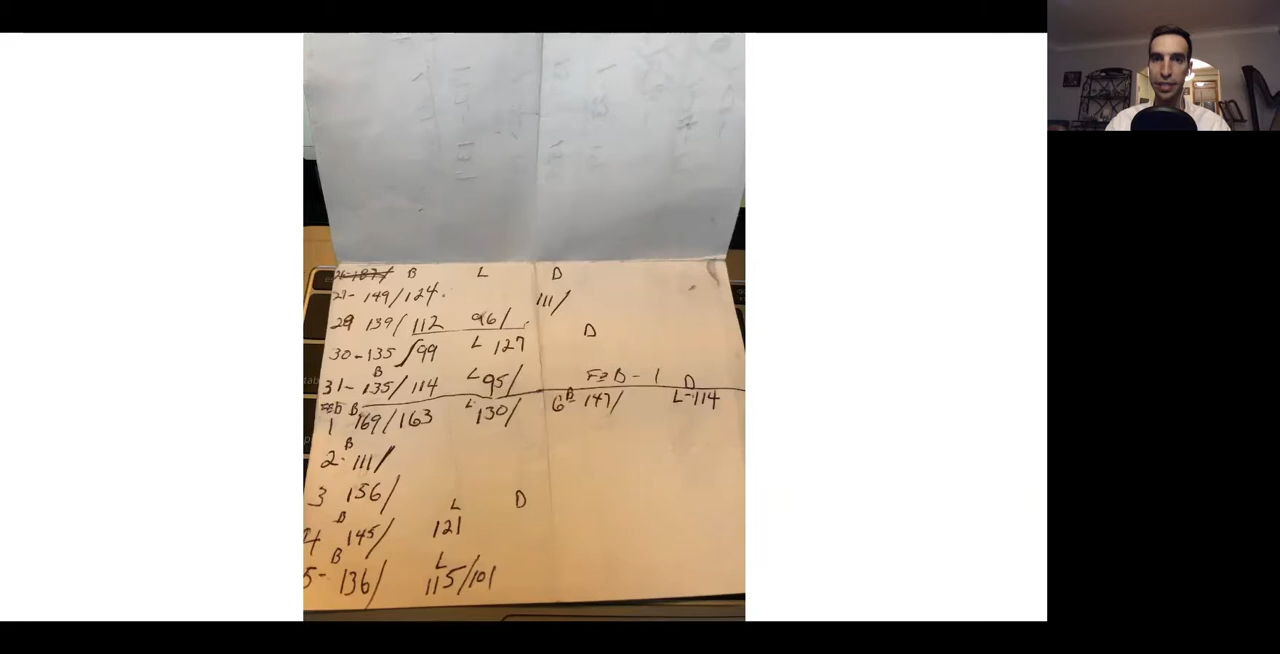 B L D
27- 149/124. 111/
29 139/112 96/ D
30-135/99 L 127
B
31- 135/114 L 95/ FEB - 1 D
FEB B
1 169/163 L 130/ 6 B 147/ L-114
B
2- 111/
3 156/ L D
B
4 145/ 121
B L
5- 136/ 115/101